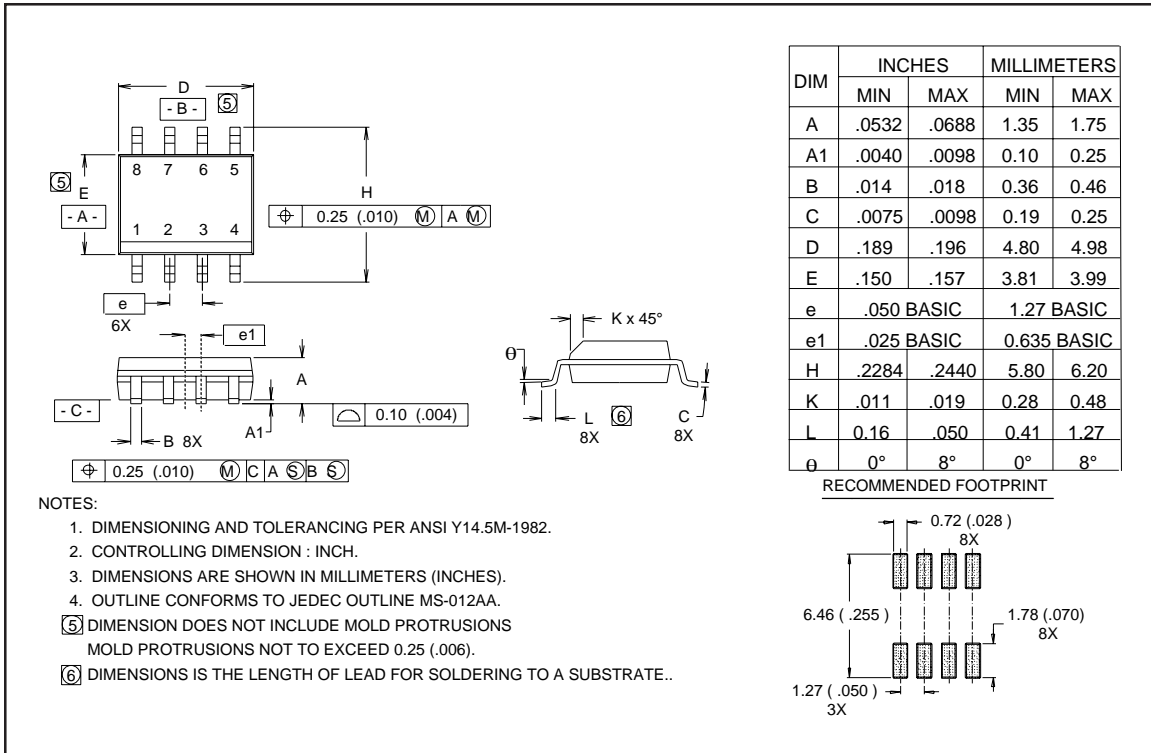 D
- B -
5
8 7 6 5
5
E
- A -
H
0.25 (.010) M A M
1 2 3 4
e
6X
e1
K x 45°
θ
A
- C -
B 8X
A1
0.10 (.004)
L 6
8X
C
8X
0.25 (.010) M C A S B S
DIM INCHES MILLIMETERS
MIN MAX MIN MAX
A .0532 .0688 1.35 1.75
A1 .0040 .0098 0.10 0.25
B .014 .018 0.36 0.46
C .0075 .0098 0.19 0.25
D .189 .196 4.80 4.98
E .150 .157 3.81 3.99
e .050 BASIC 1.27 BASIC
e1 .025 BASIC 0.635 BASIC
H .2284 .2440 5.80 6.20
K .011 .019 0.28 0.48
L 0.16 .050 0.41 1.27
θ 0° 8° 0° 8°
RECOMMENDED FOOTPRINT
0.72 (.028 )
8X
6.46 ( .255)
1.78 (.070)
8X
1.27 ( .050 )
3X
NOTES:
1. DIMENSIONING AND TOLERANCING PER ANSI Y14.5M-1982.
2. CONTROLLING DIMENSION : INCH.
3. DIMENSIONS ARE SHOWN IN MILLIMETERS (INCHES).
4. OUTLINE CONFORMS TO JEDEC OUTLINE MS-012AA.
5 DIMENSION DOES NOT INCLUDE MOLD PROTRUSIONS
MOLD PROTRUSIONS NOT TO EXCEED 0.25 (.006).
6 DIMENSIONS IS THE LENGTH OF LEAD FOR SOLDERING TO A SUBSTRATE..